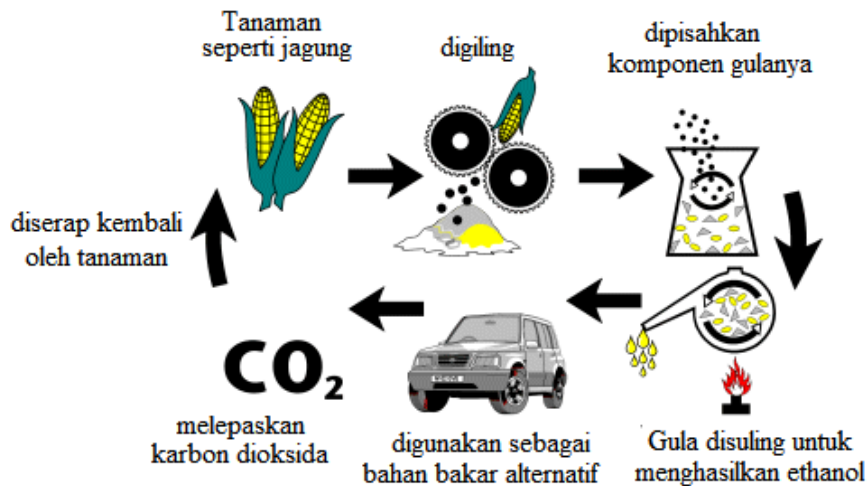 Tanaman
seperti jagung
digiling
dipisahkan
komponen gulanya
diserap kembali
oleh tanaman
CO₂
melepaskan
karbon dioksida
digunakan sebagai
bahan bakar alternatif
Gula disuling untuk
menghasilkan ethanol